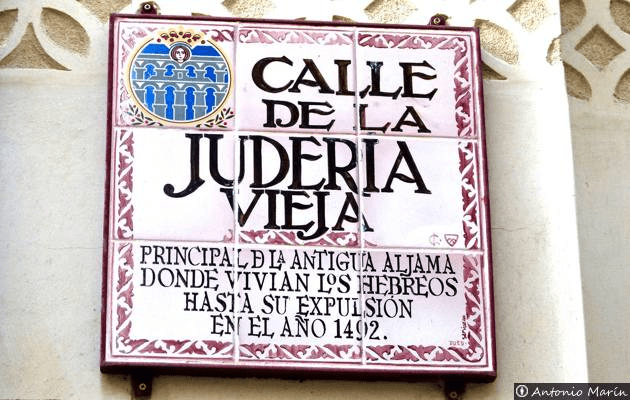 CALLE
DE LA
JUDERIA
VIEJA
PRINCIPAL D LA ANTIGUA ALJAMA
DONDE VIVIAN LOS HEBREOS
HASTA SU EXPULSIÓN
EN EL AÑO 1492.
Antonio Marín